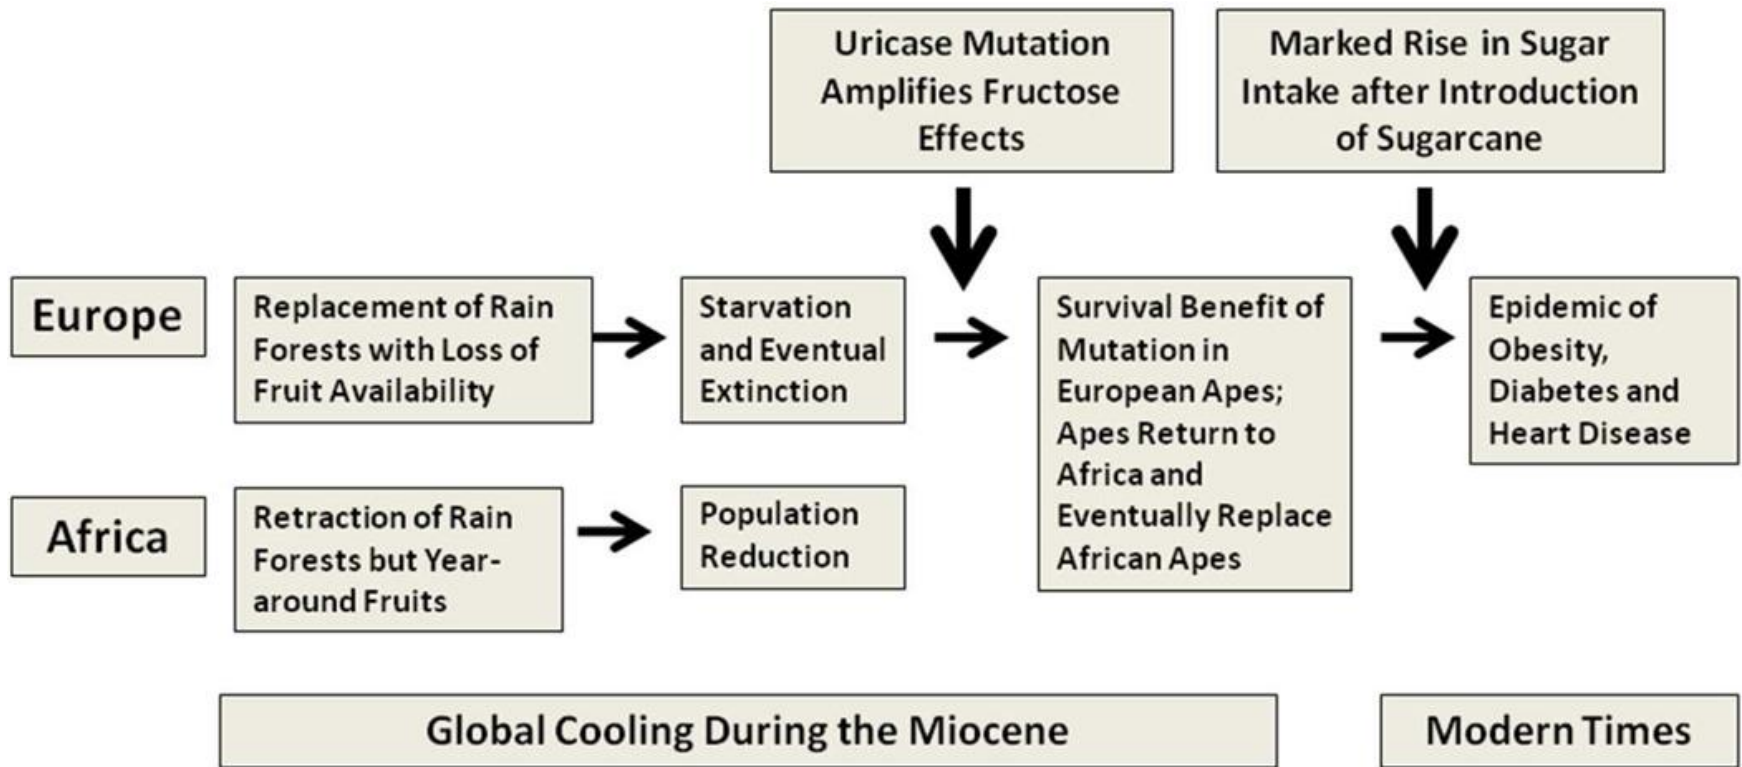 Uricase Mutation
Amplifies Fructose
Effects
Marked Rise in Sugar
Intake after Introduction
of Sugarcane
Europe
Replacement of Rain
Forests with Loss of
Fruit Availability
Starvation
and Eventual
Extinction
Survival Benefit of
Mutation in
European Apes;
Apes Return to
Africa and
Eventually Replace
African Apes
Epidemic of
Obesity,
Diabetes and
Heart Disease
Africa
Retraction of Rain
Forests but Year-
around Fruits
Population
Reduction
Global Cooling During the Miocene
Modern Times